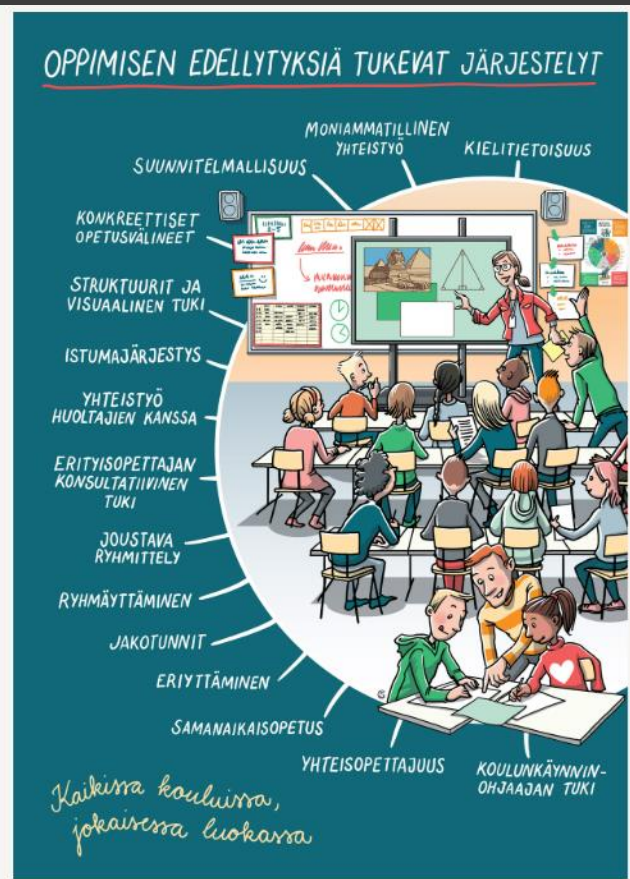 OPPIMISEN EDELLYTYKSIÄ TUKEVAT JÄRJESTELYT
MONIAMMATILLINEN
YHTEISTYÖ
KIELITIETOISUUS
SUUNNITELMALLISUUS
KONKREETTISET
OPETUSVÄLINEET
STRUKTUURIT JA
VISUAALINEN TUKI
ISTUMAJÄRJESTYS
YHTEISTYÖ
HUOLTAJIEN KANSSA
ERITYISOPETTAJAN
KONSULTATIIVINEN
TUKI
JOUSTAVA
RYHMITTELY
RYHMÄYTTÄMINEN
JAKOTUNNIT
ERIYTTÄMINEN
SAMANAIKAISOPETUS
YHTEISOPETTAJUUS
KOULUNKÄYNNIN-
OHJAAJAN TUKI
Kaikissa kouluissa,
jokaisessa luokassa